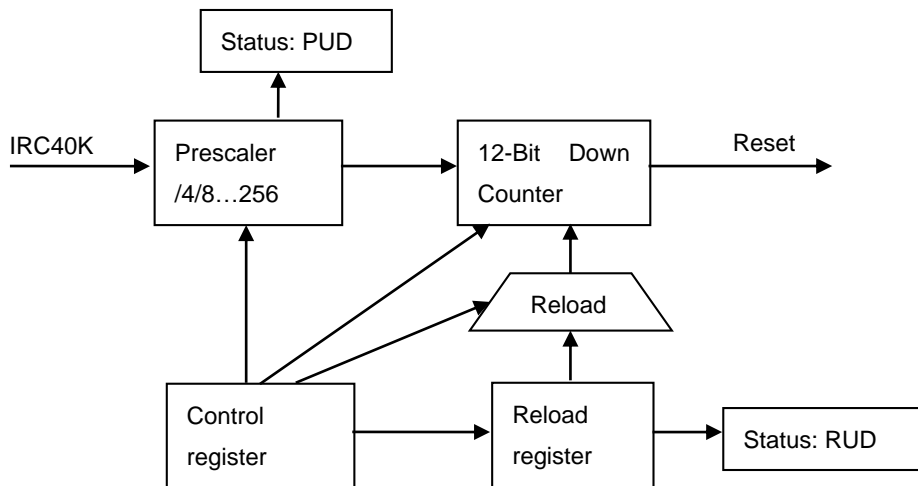 Status: PUD
IRC40K
Prescaler
/4/8…256
12-Bit Down
Counter
Reset
Reload
Control
register
Reload
register
Status: RUD